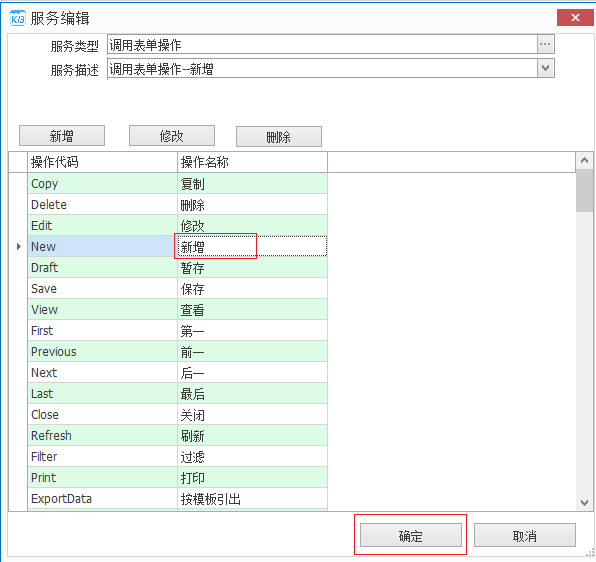 K/3 服务编辑
服务类型 调用表单操作 ...
服务描述 调用表单操作--新增
新增 修改 删除
操作代码 操作名称
Copy 复制
Delete 删除
Edit 修改
New 新增
Draft 暂存
Save 保存
View 查看
First 第一
Previous 前一
Next 后一
Last 最后
Close 关闭
Refresh 刷新
Filter 过滤
Print 打印
ExportData 按模板引出
确定 取消